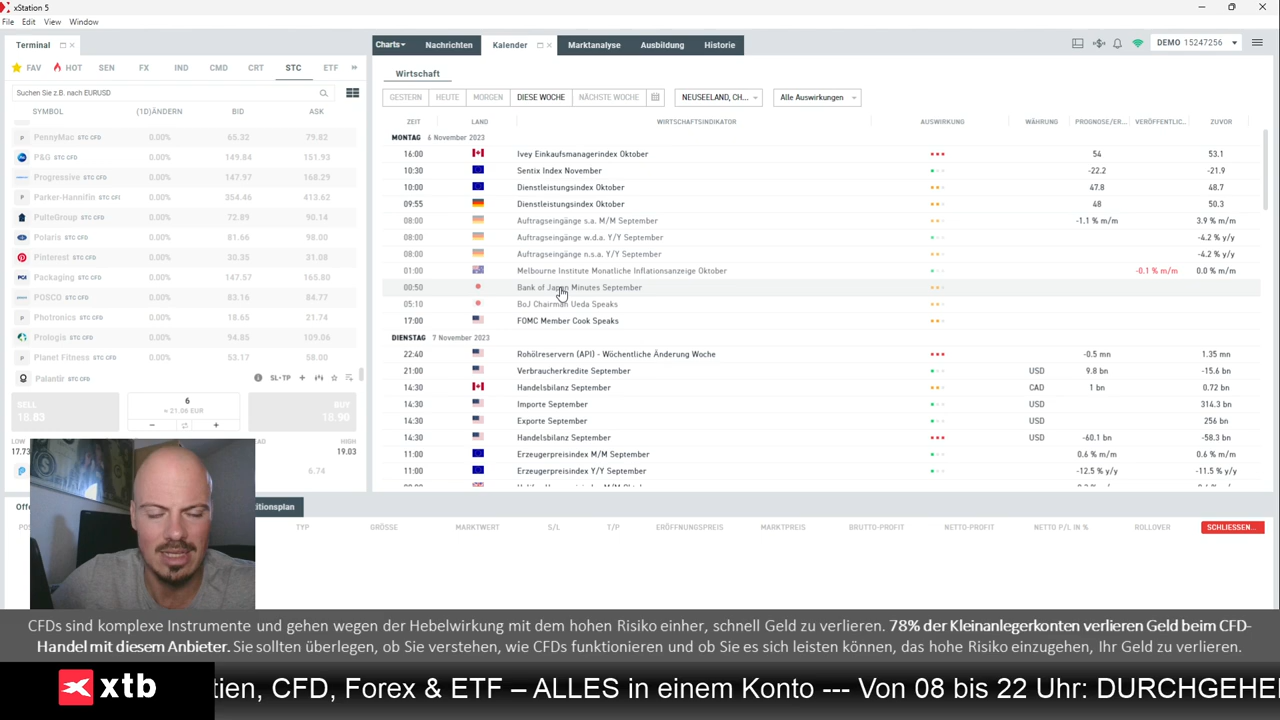 xStation 5
File Edit View Window
Terminal
FAV HOT SEN FX IND CMD CRT STC ETF
Suchen Sie z.B. nach EURUSD
SYMBOL (1D)ÄNDERN BID ASK
PennyMac STC CFD 0.00% 65.32 79.82
P&G STC CFD 0.00% 149.84 151.93
Progressive STC CFD 0.00% 147.97 168.29
Parker-Hannifin STC CFI 0.00% 354.46 413.62
PulteGroup STC CFD 0.00% 72.89 90.14
Polaris STC CFD 0.00% 81.66 98.00
Pinterest STC CFD 0.00% 30.35 31.08
Packaging STC CFD 0.00% 147.57 165.80
POSCO STC CFD 0.00% 83.16 84.77
Photronics STC CFD 0.00% 18.65 21.74
Prologis STC CFD 0.00% 94.85 109.06
Planet Fitness STC CFD 0.00% 53.17 58.00
Palantir STC CFD SL+TP
SELL 18.83 6 ≈ 21.06 EUR BUY 18.90
LOW 17.73 HIGH 19.03
6.74
Charts Nachrichten Kalender Marktanalyse Ausbildung Historie
DEMO 15247256
Wirtschaft
GESTERN HEUTE MORGEN DIESE WOCHE NÄCHSTE WOCHE NEUSEELAND, CH... Alle Auswirkungen
ZEIT LAND WIRTSCHAFTSINDIKATOR AUSWIRKUNG WÄHRUNG PROGNOSE/ER... VERÖFFENTLIC... ZUVOR
MONTAG 6 November 2023
16:00 Ivey Einkaufsmanagerindex Oktober 54 53.1
10:30 Sentix Index November -22.2 -21.9
10:00 Dienstleistungsindex Oktober 47.8 48.7
09:55 Dienstleistungsindex Oktober 48 50.3
08:00 Auftragseingänge s.a. M/M September -1.1 % m/m 3.9 % m/m
08:00 Auftragseingänge w.d.a. Y/Y September -4.2 % y/y
08:00 Auftragseingänge n.s.a. Y/Y September -4.2 % y/y
01:00 Melbourne Institute Monatliche Inflationsanzeige Oktober -0.1 % m/m 0.0 % m/m
00:50 Bank of Japan Minutes September
05:10 BoJ Chairman Ueda Speaks
17:00 FOMC Member Cook Speaks
DIENSTAG 7 November 2023
22:40 Rohölreservern (API) - Wöchentliche Änderung Woche -0.5 mn 1.35 mn
21:00 Verbraucherkredite September USD 9.8 bn -15.6 bn
14:30 Handelsbilanz September CAD 1 bn 0.72 bn
14:30 Importe September USD 314.3 bn
14:30 Exporte September USD 256 bn
14:30 Handelsbilanz September USD -60.1 bn -58.3 bn
11:00 Erzeugerpreisindex M/M September 0.6 % m/m 0.6 % m/m
11:00 Erzeugerpreisindex Y/Y September -12.5 % y/y -11.5 % y/y
Offe itionsplan
TYP GRÖSSE MARKTWERT S/L T/P ERÖFFNUNGSPREIS MARKTPREIS BRUTTO-PROFIT NETTO-PROFIT NETTO P/L IN % ROLLOVER SCHLIESSEN...
CFDs sind komplexe Instrumente und gehen wegen der Hebelwirkung mit dem hohen Risiko einher, schnell Geld zu verlieren. 78% der Kleinanlegerkonten verlieren Geld beim CFD-
Handel mit diesem Anbieter. Sie sollten überlegen, ob Sie verstehen, wie CFDs funktionieren und ob Sie es sich leisten können, das hohe Risiko einzugehen, Ihr Geld zu verlieren.
xtb
tien, CFD, Forex & ETF – ALLES in einem Konto --- Von 08 bis 22 Uhr: DURCHGEHE